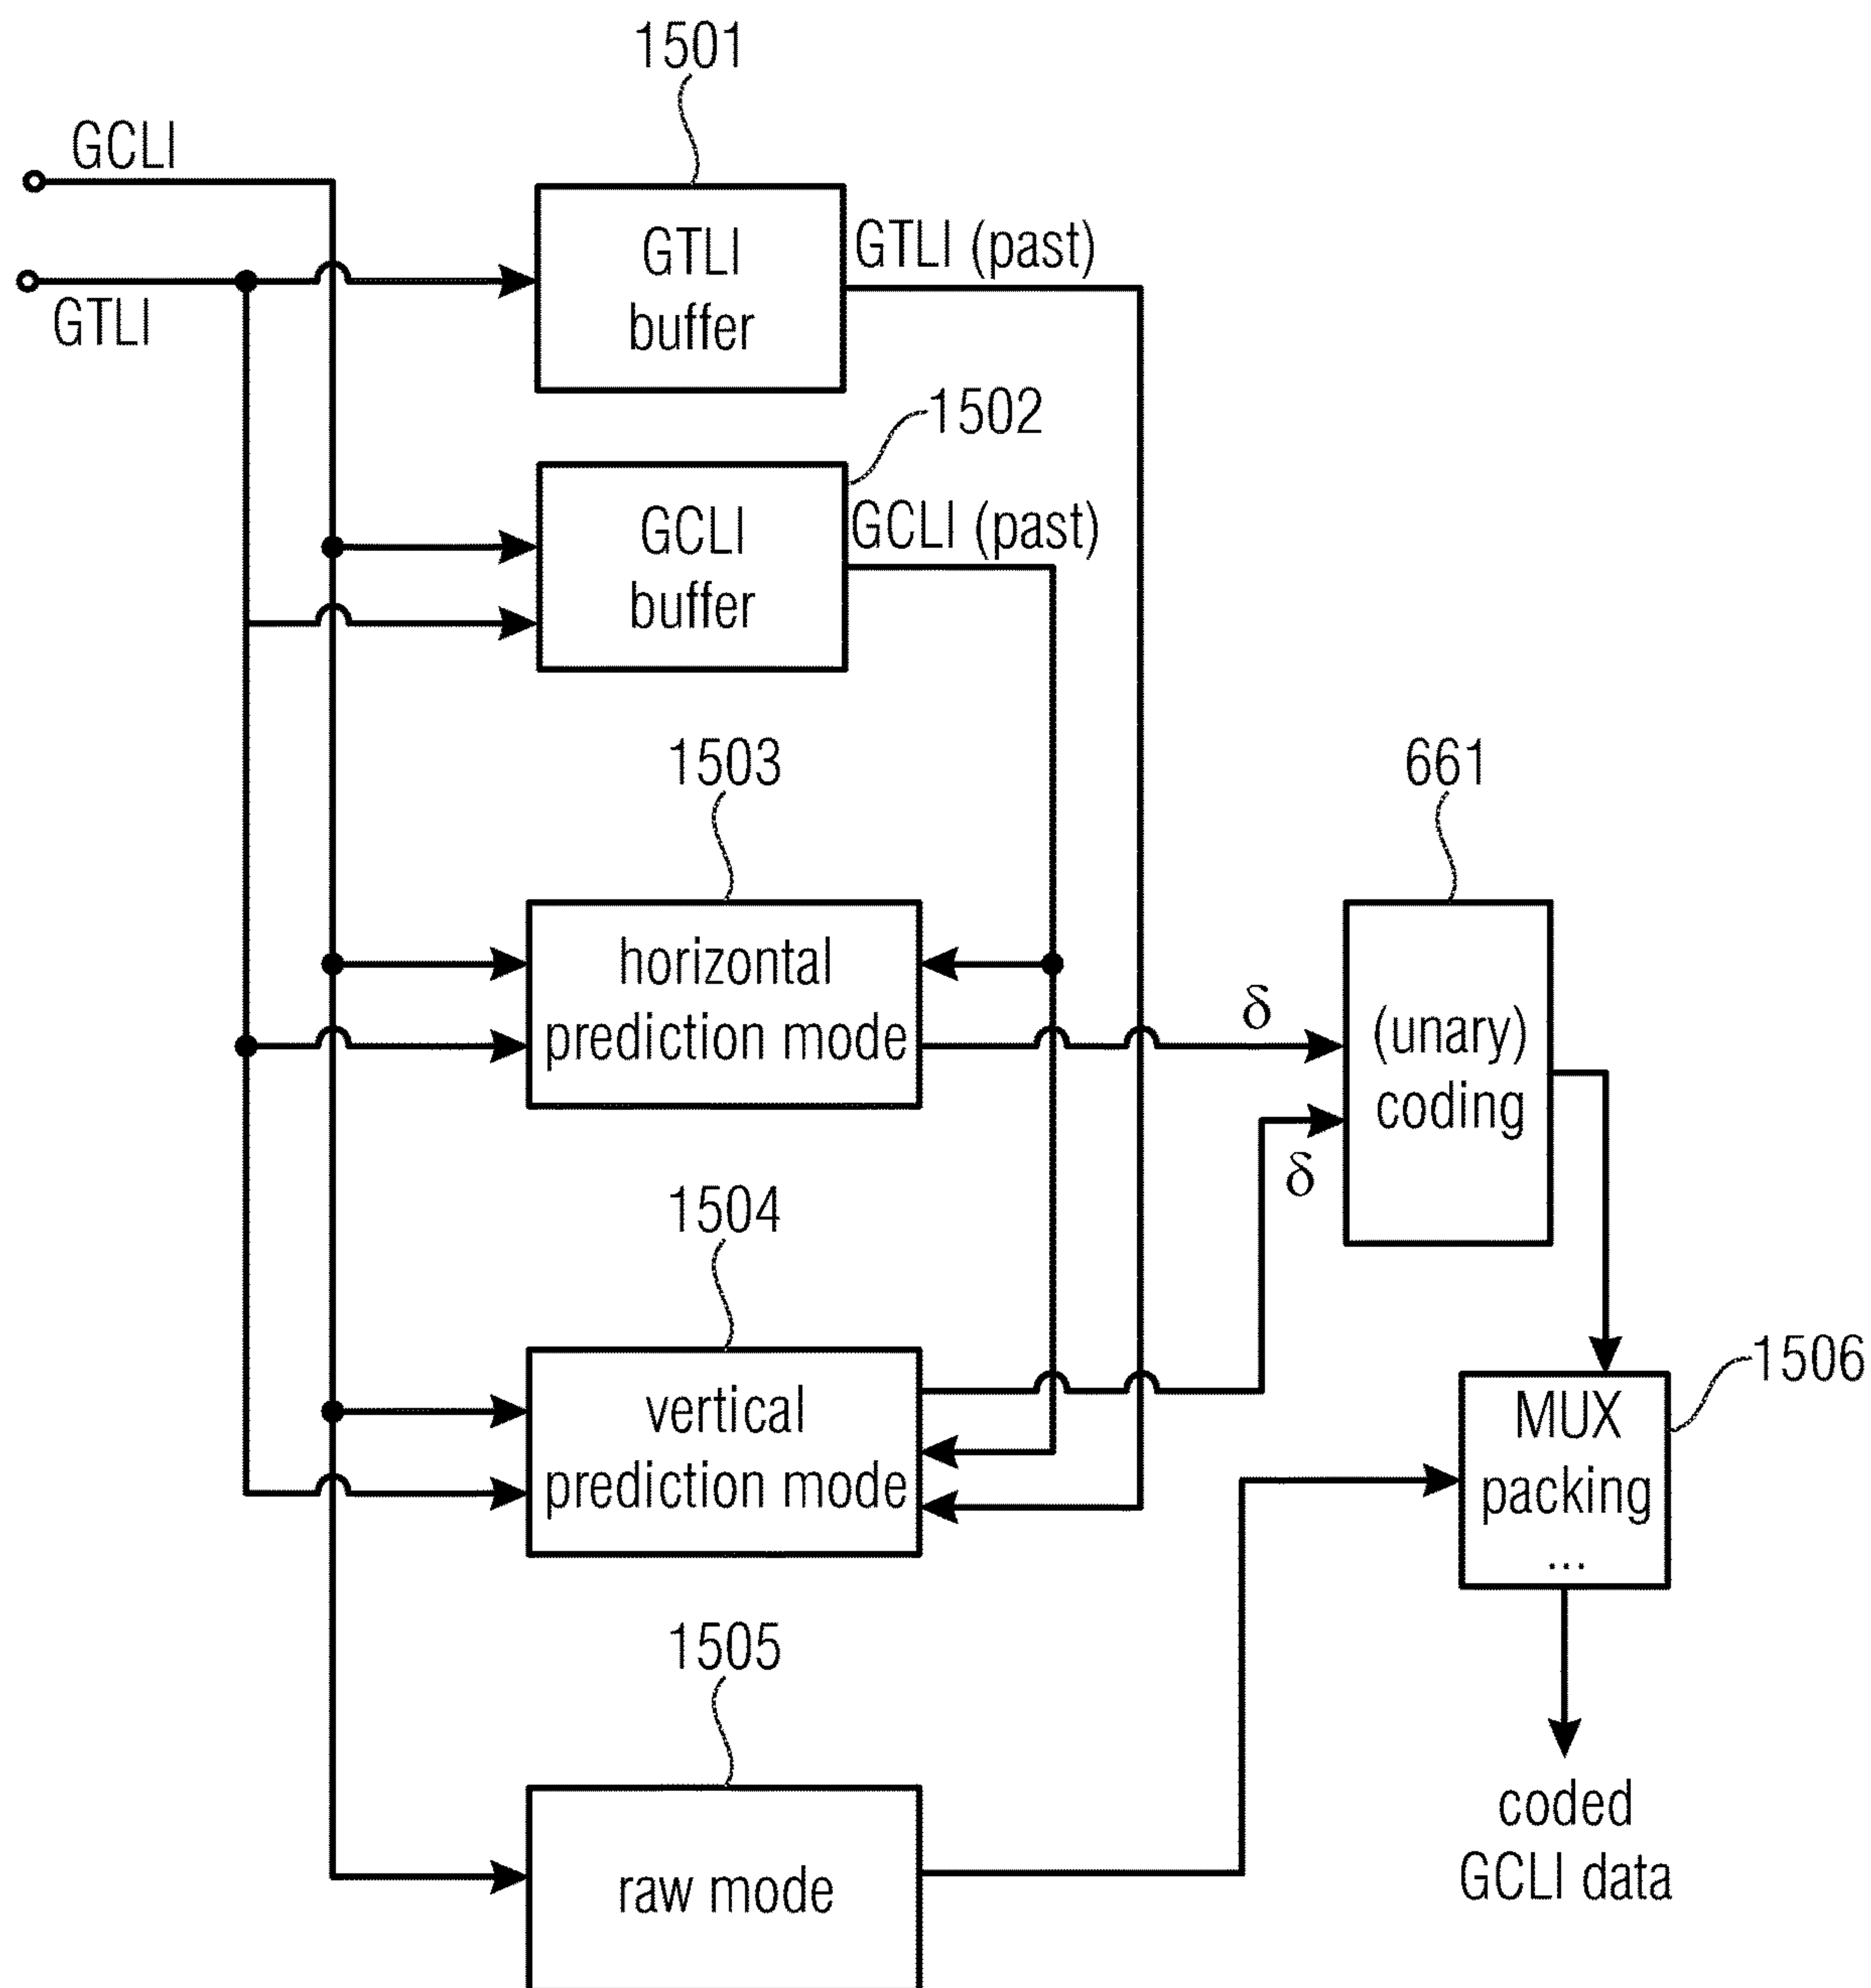 1501
GCLI
GTLI
GTLI
buffer
GTLI (past)
1502
GCLI
buffer
GCLI (past)
1503
661
horizontal
prediction mode
δ
(unary)
coding
δ
1504
1506
vertical
prediction mode
MUX
packing
...
1505
raw mode
coded
GCLI data